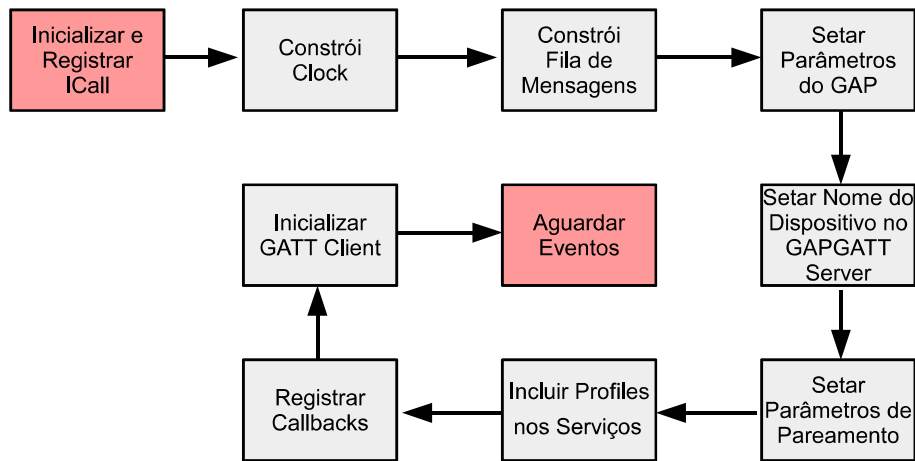 Inicializar e
Registrar
ICall
Constrói
Clock
Constrói
Fila de
Mensagens
Setar
Parâmetros
do GAP
Setar Nome do
Dispositivo no
GAPGATT
Server
Setar
Parâmetros de
Pareamento
Incluir Profiles
nos Serviços
Registrar
Callbacks
Inicializar
GATT Client
Aguardar
Eventos